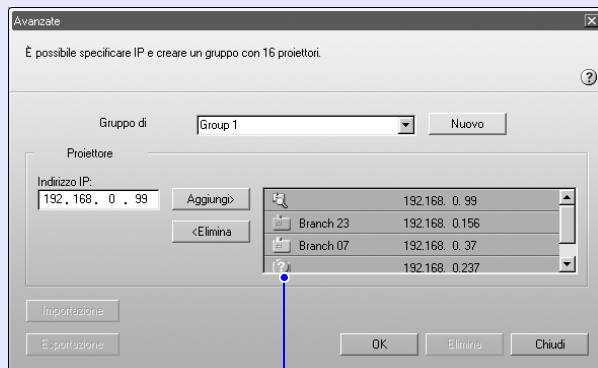 Avanzate
È possibile specificare IP e creare un gruppo con 16 proiettori.
Gruppo di
Group 1
Nuovo
Proiettore
Indirizzo IP:
192 . 168 . 0 . 99
Aggiungi>
<Elimina
192.168. 0. 99
Branch 23 192.168. 0.156
Branch 07 192.168. 0. 37
192.168. 0.237
Importazione
Esportazione
OK
Elimina
Chiudi